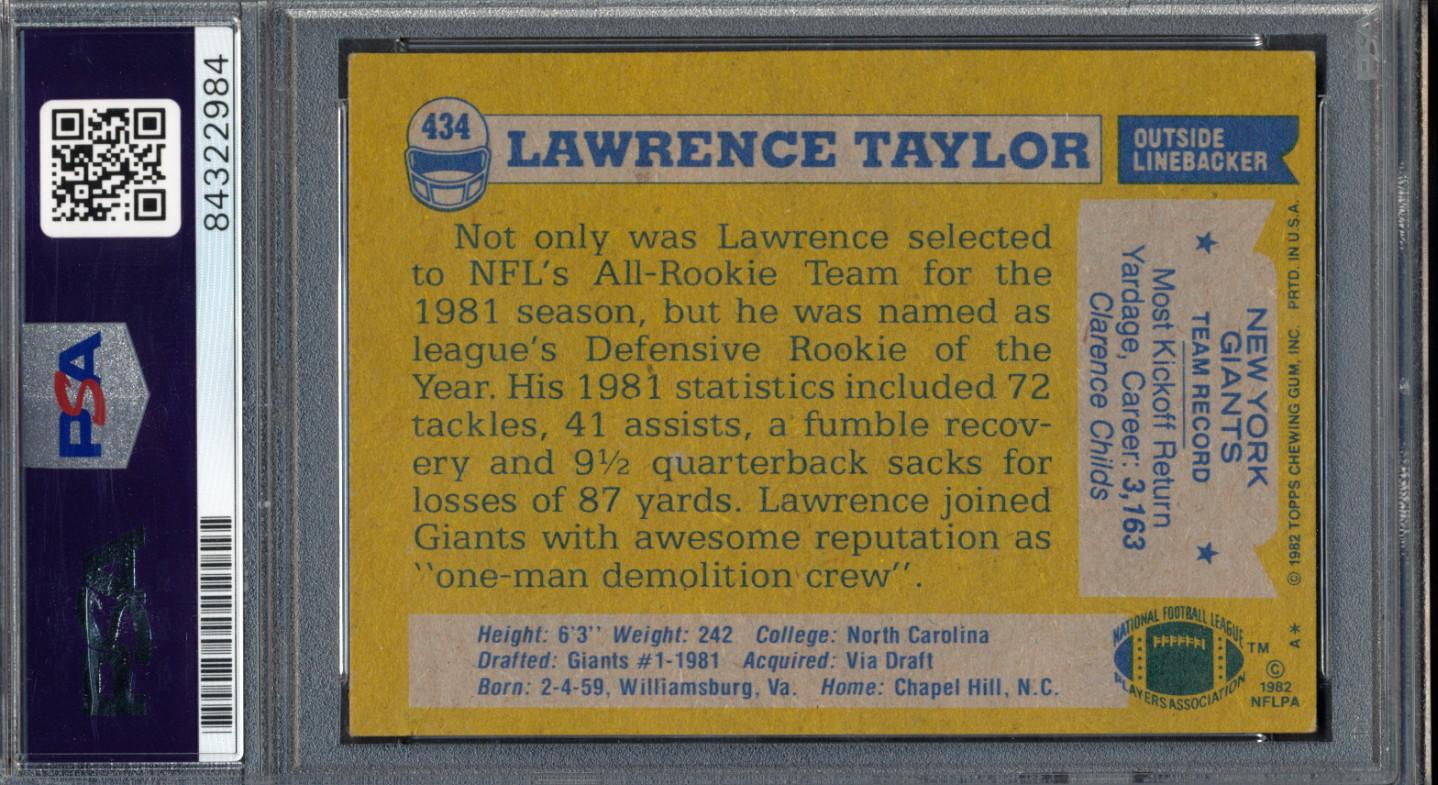 84322984
PSA
434
LAWRENCE TAYLOR
OUTSIDE
LINEBACKER
Not only was Lawrence selected
to NFL's All-Rookie Team for the
1981 season, but he was named as
league's Defensive Rookie of the
Year. His 1981 statistics included 72
tackles, 41 assists, a fumble recov-
ery and 9½ quarterback sacks for
losses of 87 yards. Lawrence joined
Giants with awesome reputation as
''one-man demolition crew''.
NEW YORK
GIANTS
★ TEAM RECORD ★
Most Kickoff Return
Yardage, Career: 3,163
Clarence Childs
© 1982 TOPPS CHEWING GUM, INC. PRTD. IN U.S.A.
Height: 6'3'' Weight: 242 College: North Carolina
Drafted: Giants #1-1981 Acquired: Via Draft
Born: 2-4-59, Williamsburg, Va. Home: Chapel Hill, N.C.
NATIONAL FOOTBALL LEAGUE
PLAYERS ASSOCIATION
TM
A*
©
1982
NFLPA
PSA